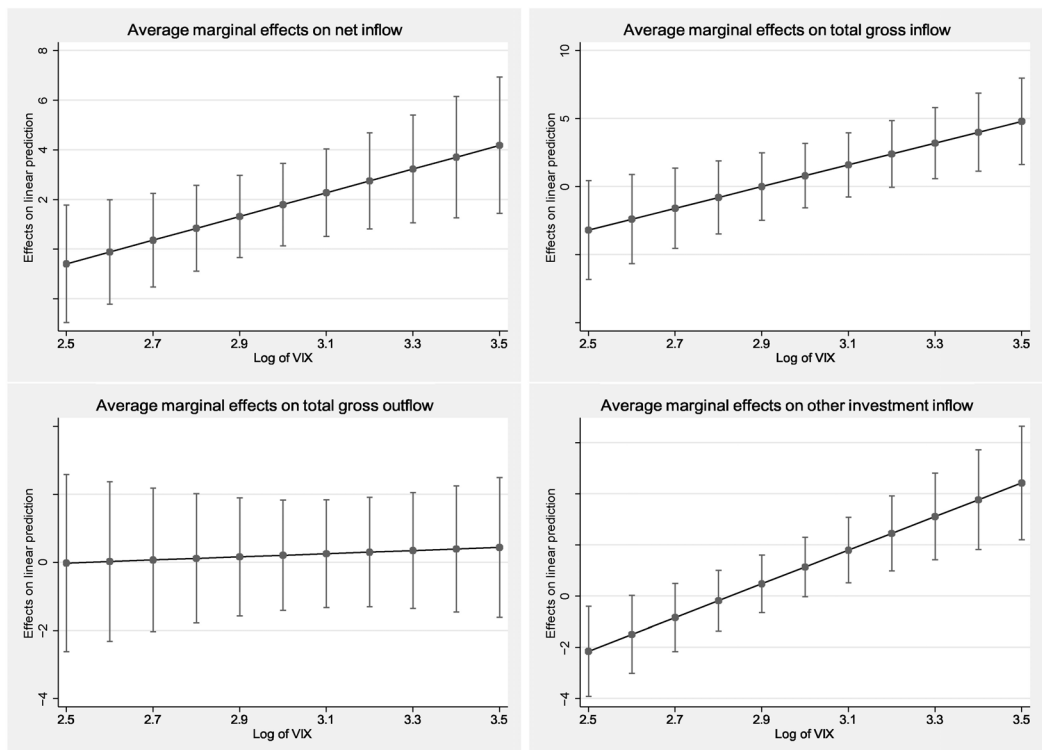 Average marginal effects on net inflow
Effects on linear prediction
8
6
4
2
2.5 2.7 2.9 3.1 3.3 3.5
Log of VIX
Average marginal effects on total gross inflow
Effects on linear prediction
10
5
0
2.5 2.7 2.9 3.1 3.3 3.5
Log of VIX
Average marginal effects on total gross outflow
Effects on linear prediction
0
−2
−4
2.5 2.7 2.9 3.1 3.3 3.5
Log of VIX
Average marginal effects on other investment inflow
Effects on linear prediction
0
−2
−4
2.5 2.7 2.9 3.1 3.3 3.5
Log of VIX